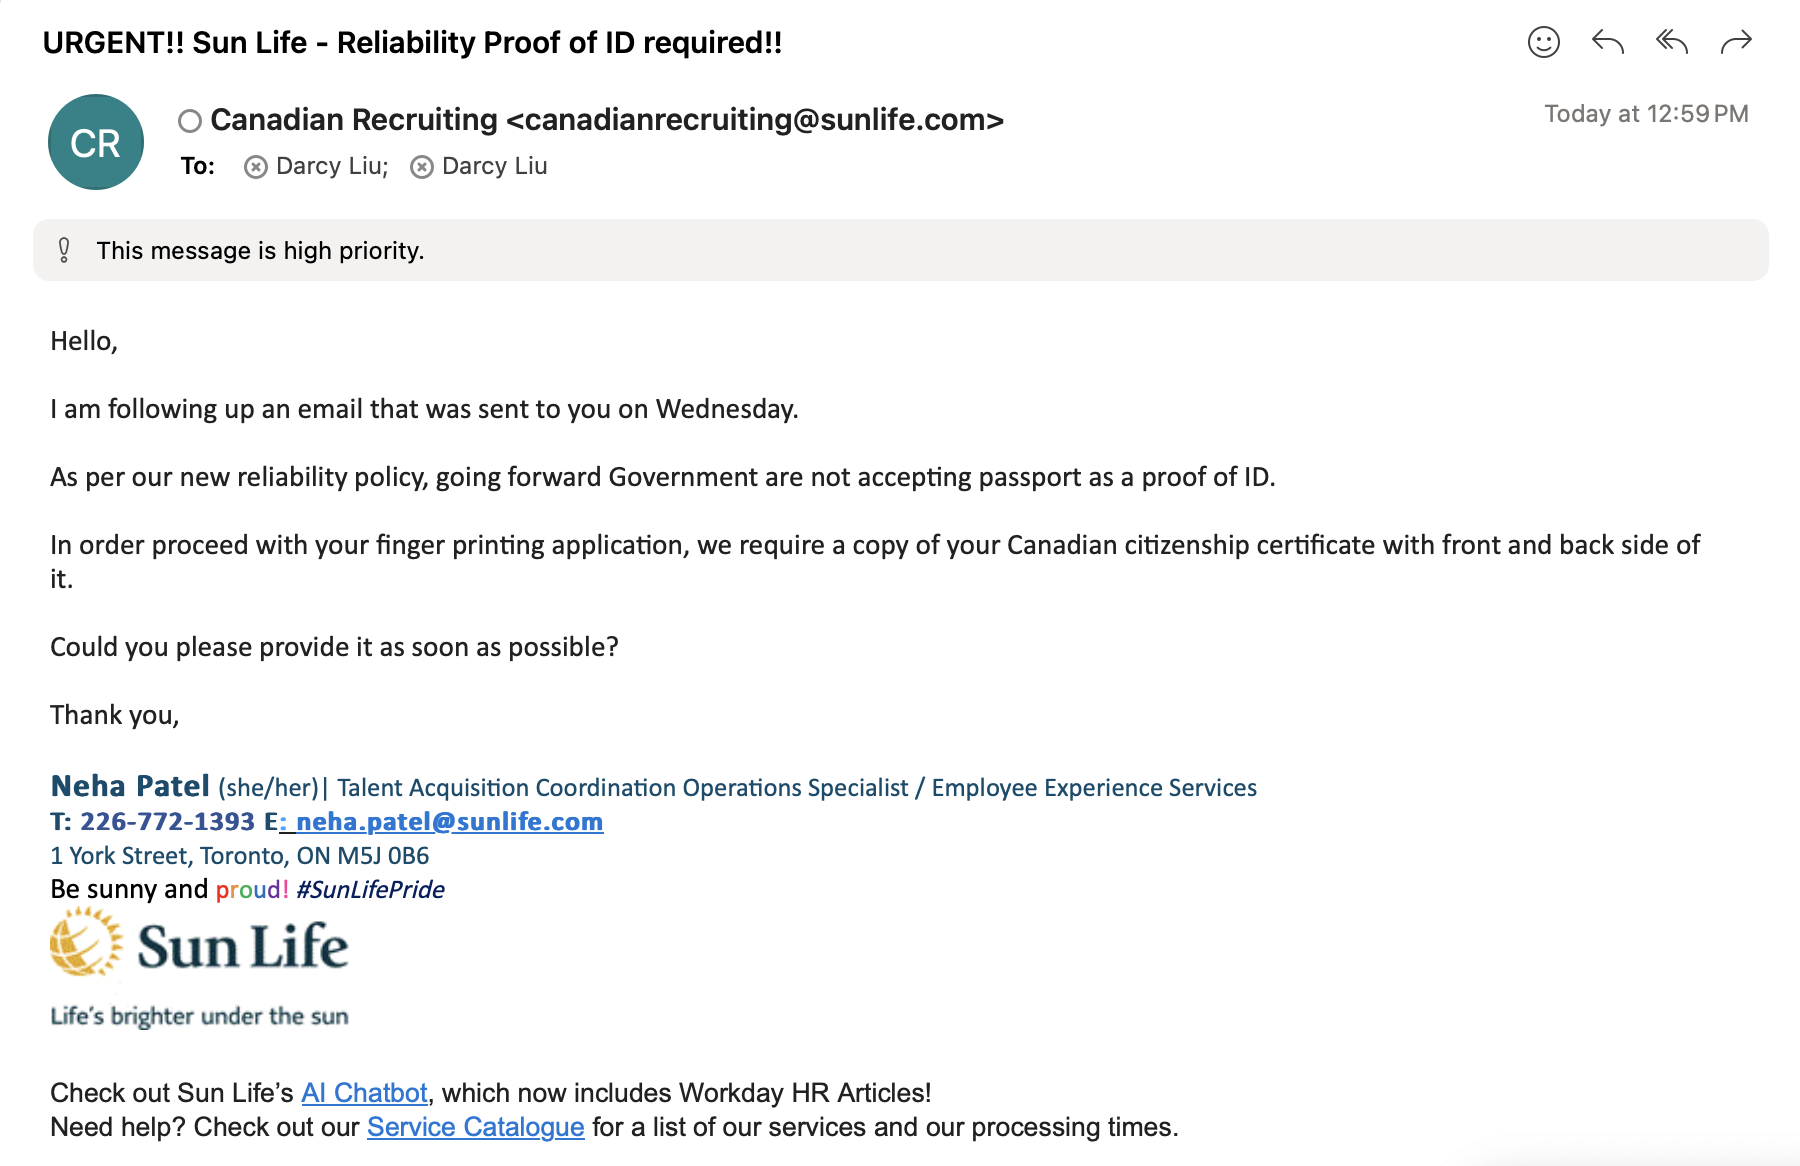 URGENT!! Sun Life - Reliability Proof of ID required!!
CR
Canadian Recruiting <canadianrecruiting@sunlife.com>
Today at 12:59 PM
To: Darcy Liu; Darcy Liu
This message is high priority.
Hello,
I am following up an email that was sent to you on Wednesday.
As per our new reliability policy, going forward Government are not accepting passport as a proof of ID.
In order proceed with your finger printing application, we require a copy of your Canadian citizenship certificate with front and back side of
it.
Could you please provide it as soon as possible?
Thank you,
Neha Patel (she/her)| Talent Acquisition Coordination Operations Specialist / Employee Experience Services
T: 226-772-1393 E: neha.patel@sunlife.com
1 York Street, Toronto, ON M5J 0B6
Be sunny and proud! #SunLifePride
Sun Life
Life's brighter under the sun
Check out Sun Life’s AI Chatbot, which now includes Workday HR Articles!
Need help? Check out our Service Catalogue for a list of our services and our processing times.